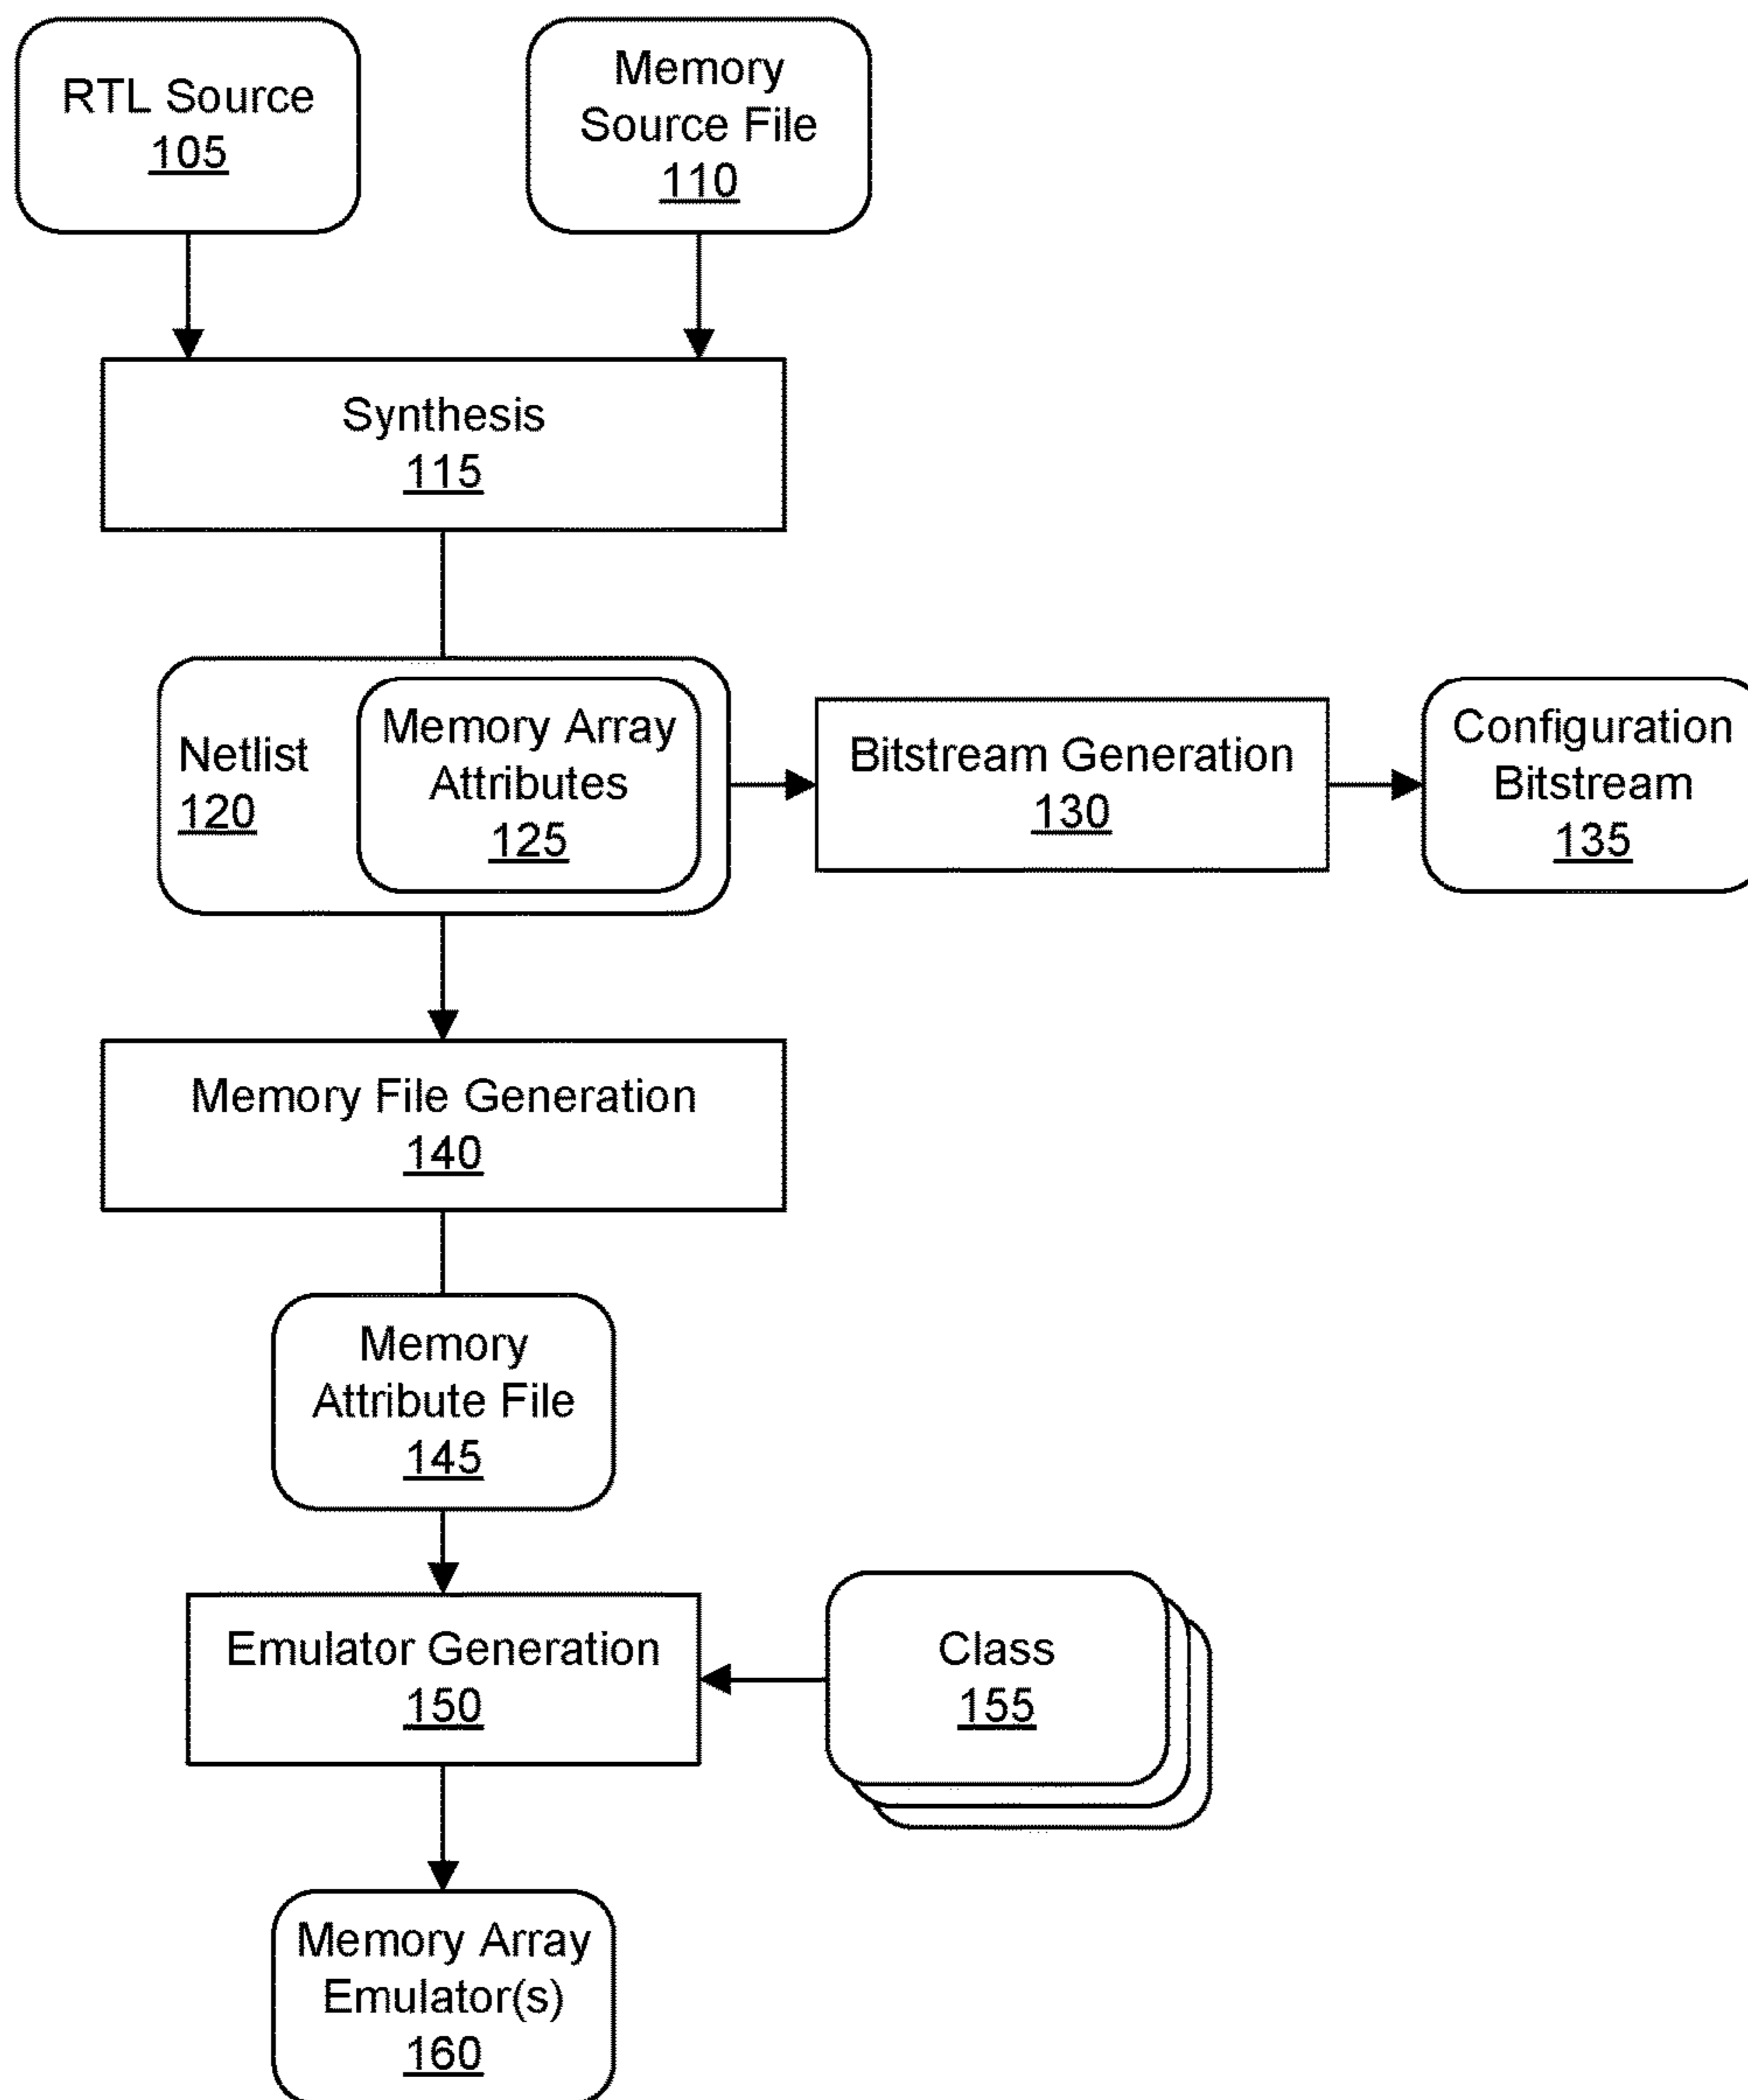 RTL Source
105
Memory
Source File
110
Synthesis
115
Netlist
120
Memory Array
Attributes
125
Bitstream Generation
130
Configuration
Bitstream
135
Memory File Generation
140
Memory
Attribute File
145
Emulator Generation
150
Class
155
Memory Array
Emulator(s)
160